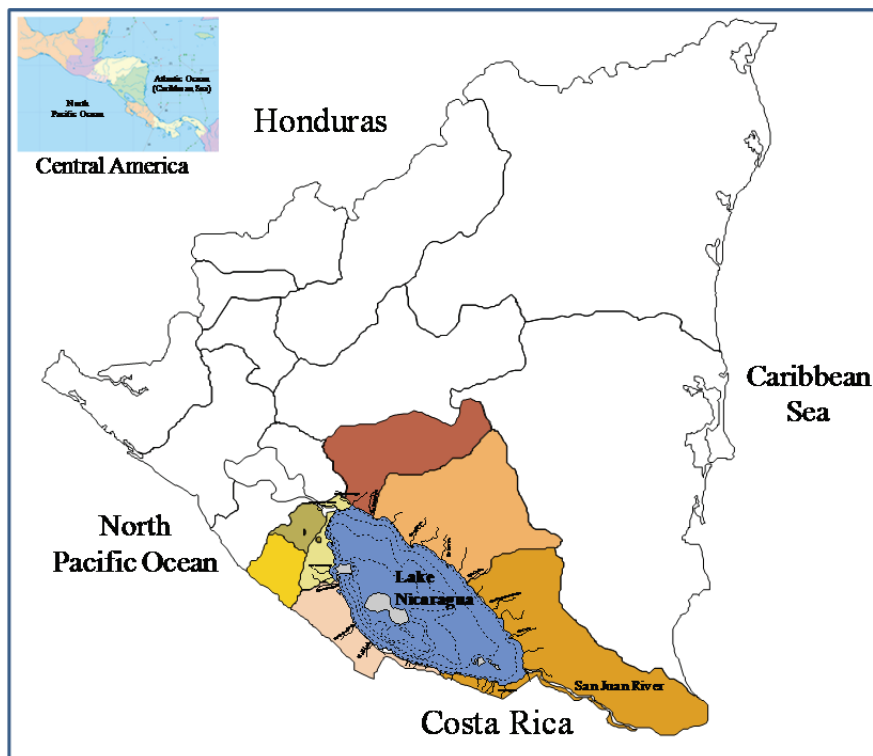 Atlantic Ocean
(Caribbean Sea)
North
Pacific Ocean
Central America
Honduras
Caribbean
Sea
North
Pacific Ocean
Lake
Nicaragua
San Juan River
Costa Rica